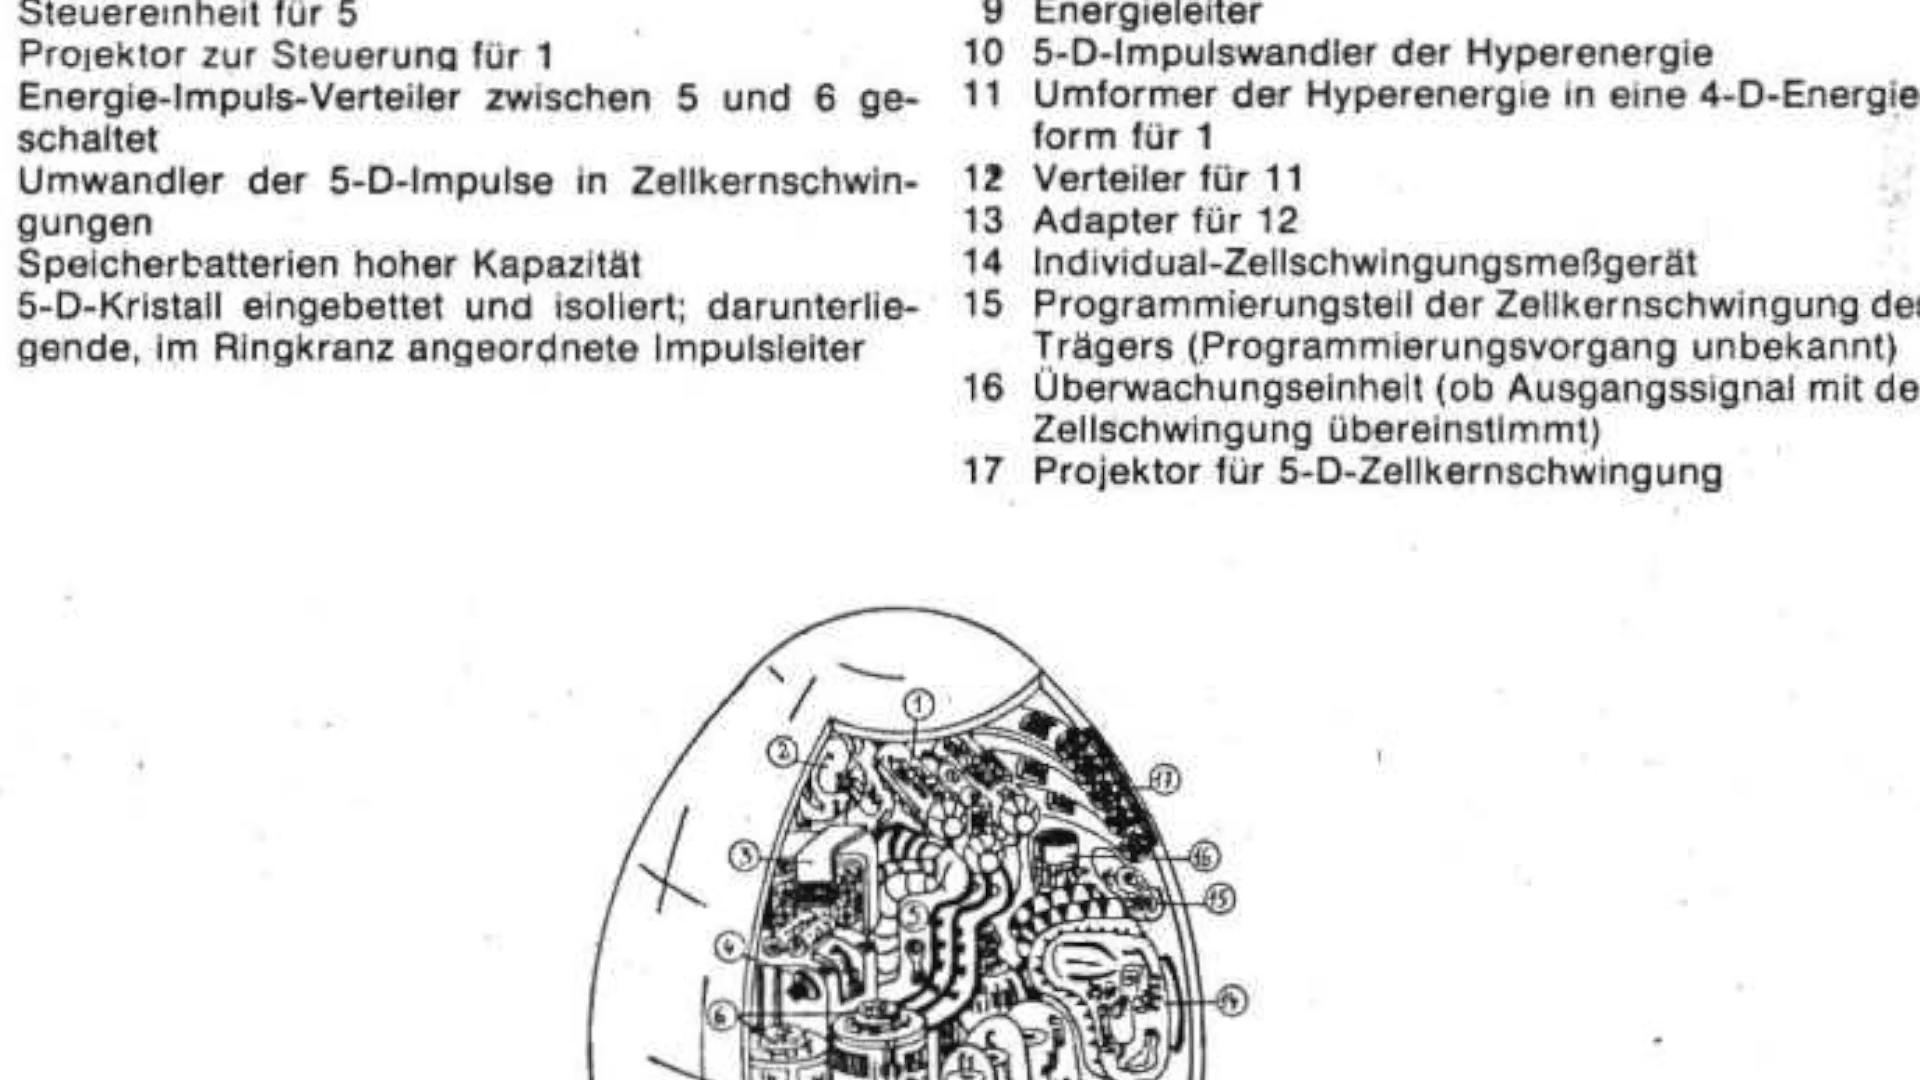 Steuereinheit für 5
Projektor zur Steuerung für 1
Energie-Impuls-Verteiler zwischen 5 und 6 ge-
schaltet
Umwandler der 5-D-Impulse in Zellkernschwin-
gungen
Speicherbatterien hoher Kapazität
5-D-Kristall eingebettet und isoliert; darunterlie-
gende, im Ringkranz angeordnete Impulsleiter
9 Energieleiter
10 5-D-Impulswandler der Hyperenergie
11 Umformer der Hyperenergie in eine 4-D-Energie
form für 1
12 Verteiler für 11
13 Adapter für 12
14 Individual-Zellschwingungsmeßgerät
15 Programmierungsteil der Zellkernschwingung
Trägers (Programmierungsvorgang unbekannt)
16 Überwachungseinheit (ob Ausgangssignal mit
Zellschwingung übereinstimmt)
17 Projektor für 5-D-Zellkernschwingung
1
2
17
3
16
15
5
4
14
6